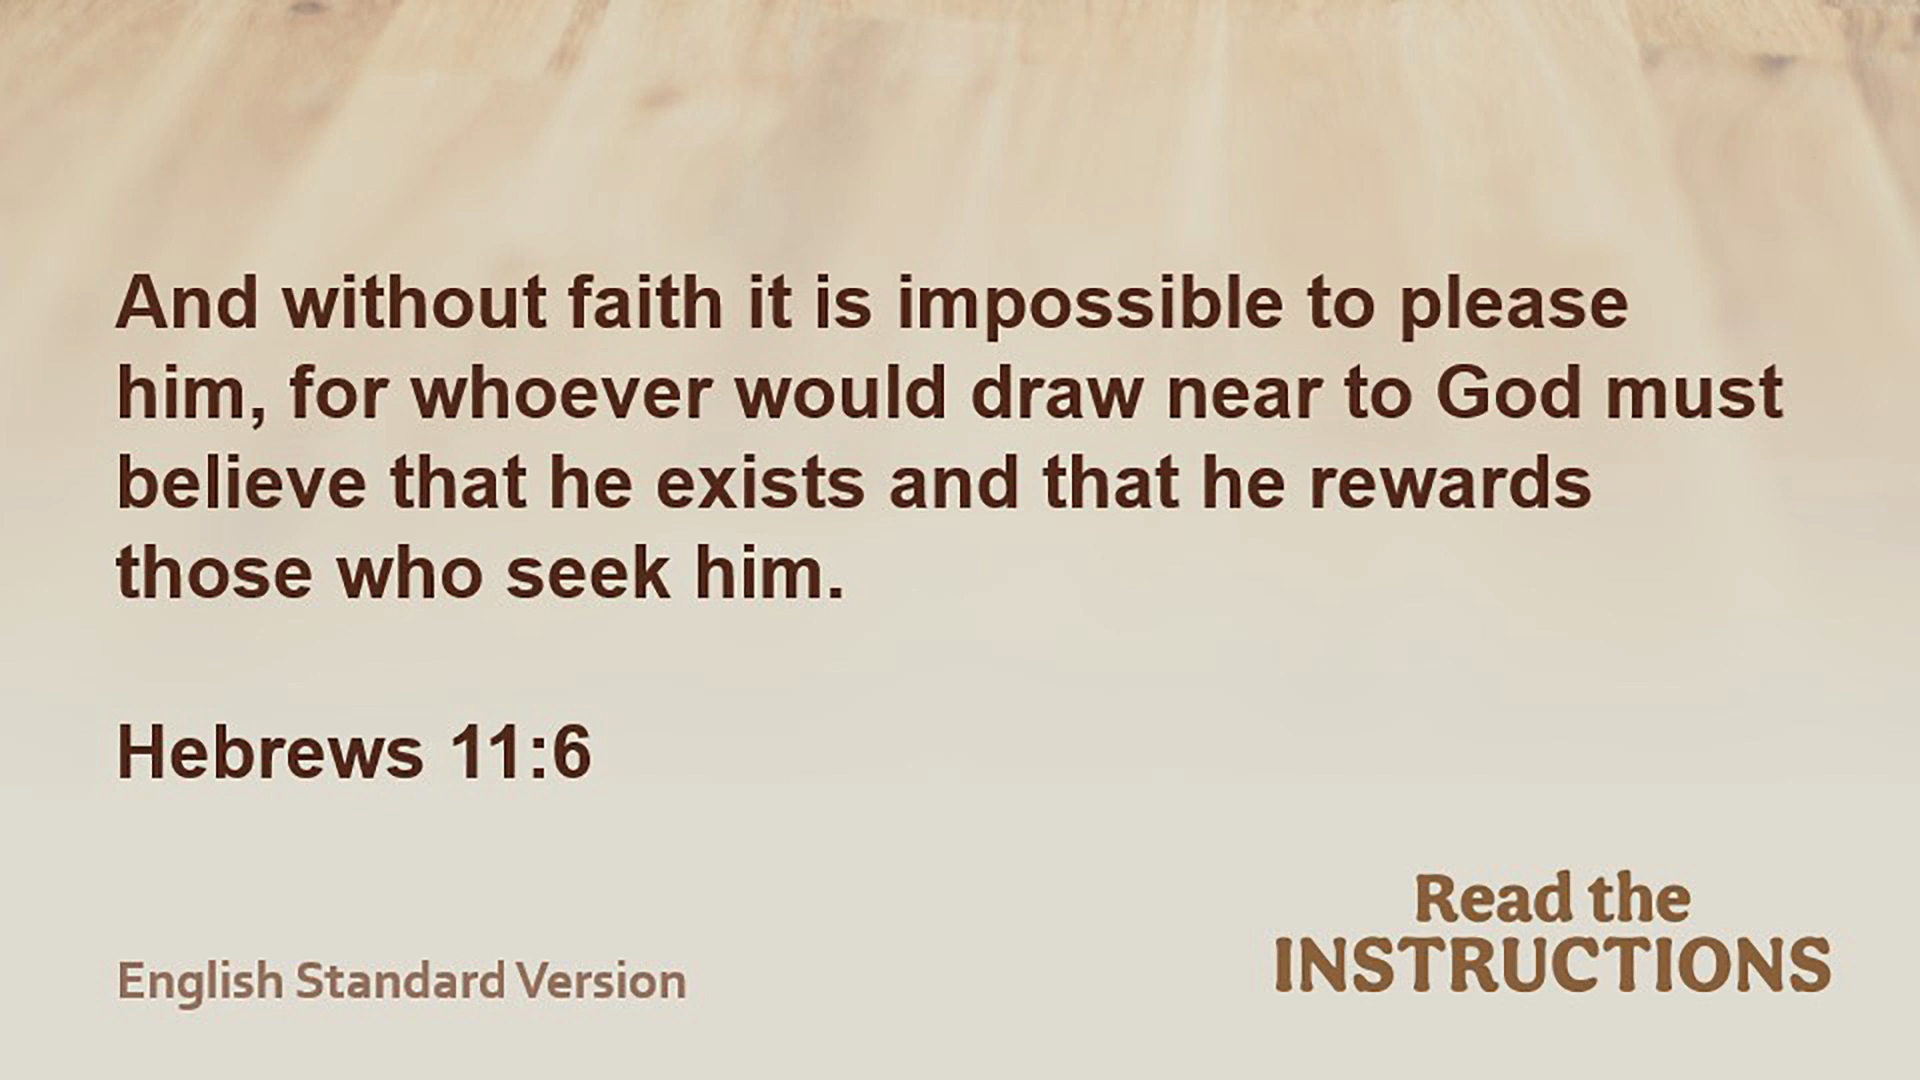 And without faith it is impossible to please
him, for whoever would draw near to God must
believe that he exists and that he rewards
those who seek him.
Hebrews 11:6
English Standard Version
Read the
INSTRUCTIONS